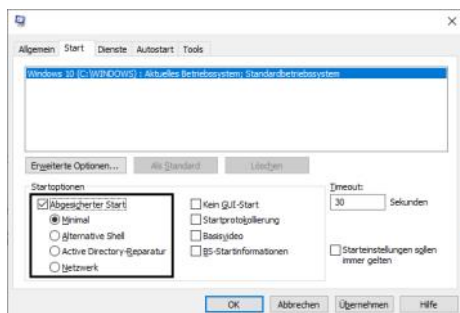 Allgemein Start Dienste Autostart Tools
Windows 10 (C:\WINDOWS) : Aktuelles Betriebssystem; Standardbetriebssystem
Erweiterte Optionen... Als Standard Löschen
Startoptionen
Abgesicherter Start
Minimal
Alternative Shell
Active Directory-Reparatur
Netzwerk
Kein GUI-Start
Startprotokollierung
Basisvideo
BS-Startinformationen
Timeout:
30 Sekunden
Starteinstellungen sollen
immer gelten
OK Abbrechen Übernehmen Hilfe